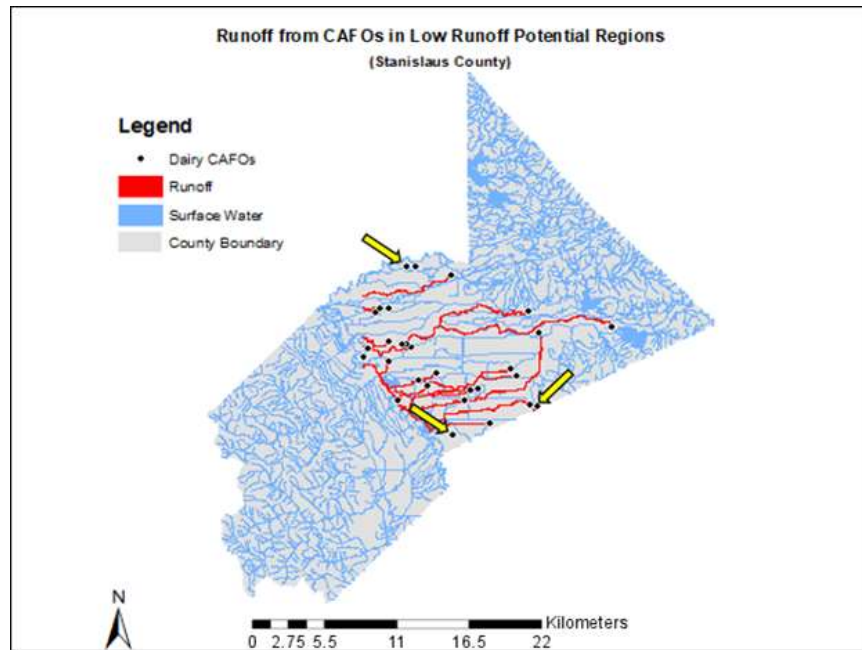 Runoff from CAFOs in Low Runoff Potential Regions
(Stanislaus County)
Legend
Dairy CAFOs
Runoff
Surface Water
County Boundary
N
Kilometers
0 2.75 5.5 11 16.5 22